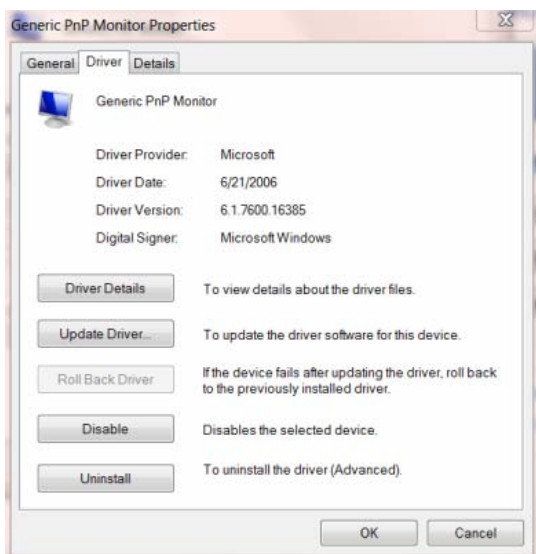 Generic PnP Monitor Properties
General Driver Details
Generic PnP Monitor
Driver Provider: Microsoft
Driver Date: 6/21/2006
Driver Version: 6.1.7600.16385
Digital Signer: Microsoft Windows
Driver Details To view details about the driver files.
Update Driver... To update the driver software for this device.
Roll Back Driver If the device fails after updating the driver, roll back
to the previously installed driver.
Disable Disables the selected device.
Uninstall To uninstall the driver (Advanced).
OK Cancel